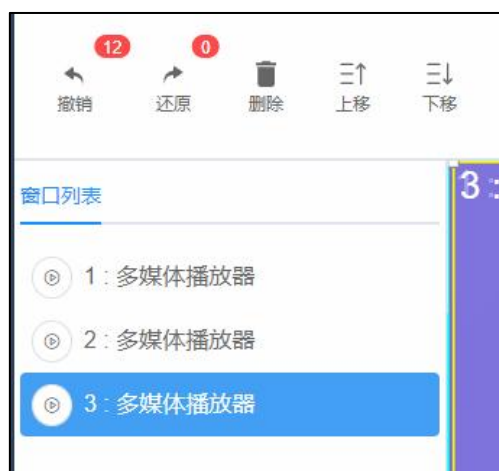 12 0
撤销 还原 删除 上移 下移
窗口列表 3 :
1 : 多媒体播放器
2 : 多媒体播放器
3 : 多媒体播放器